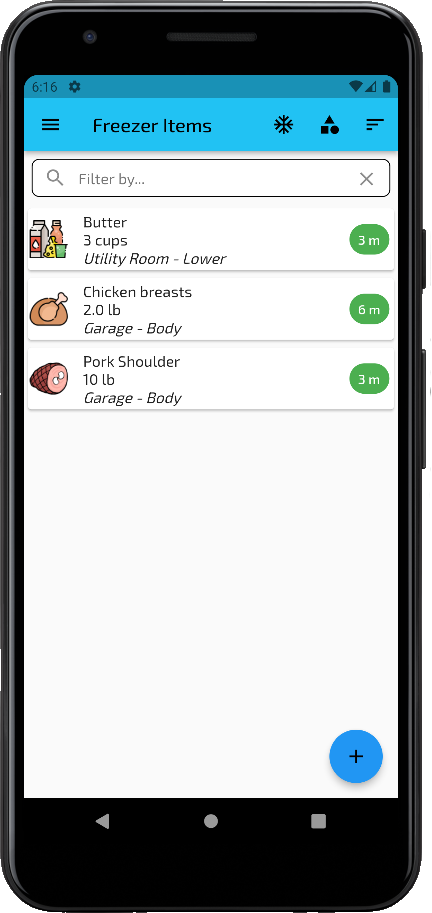 6:16
Freezer Items
Filter by...
Butter
3 cups
Utility Room - Lower
3 m
Chicken breasts
2.0 lb
Garage - Body
6 m
Pork Shoulder
10 lb
Garage - Body
3 m